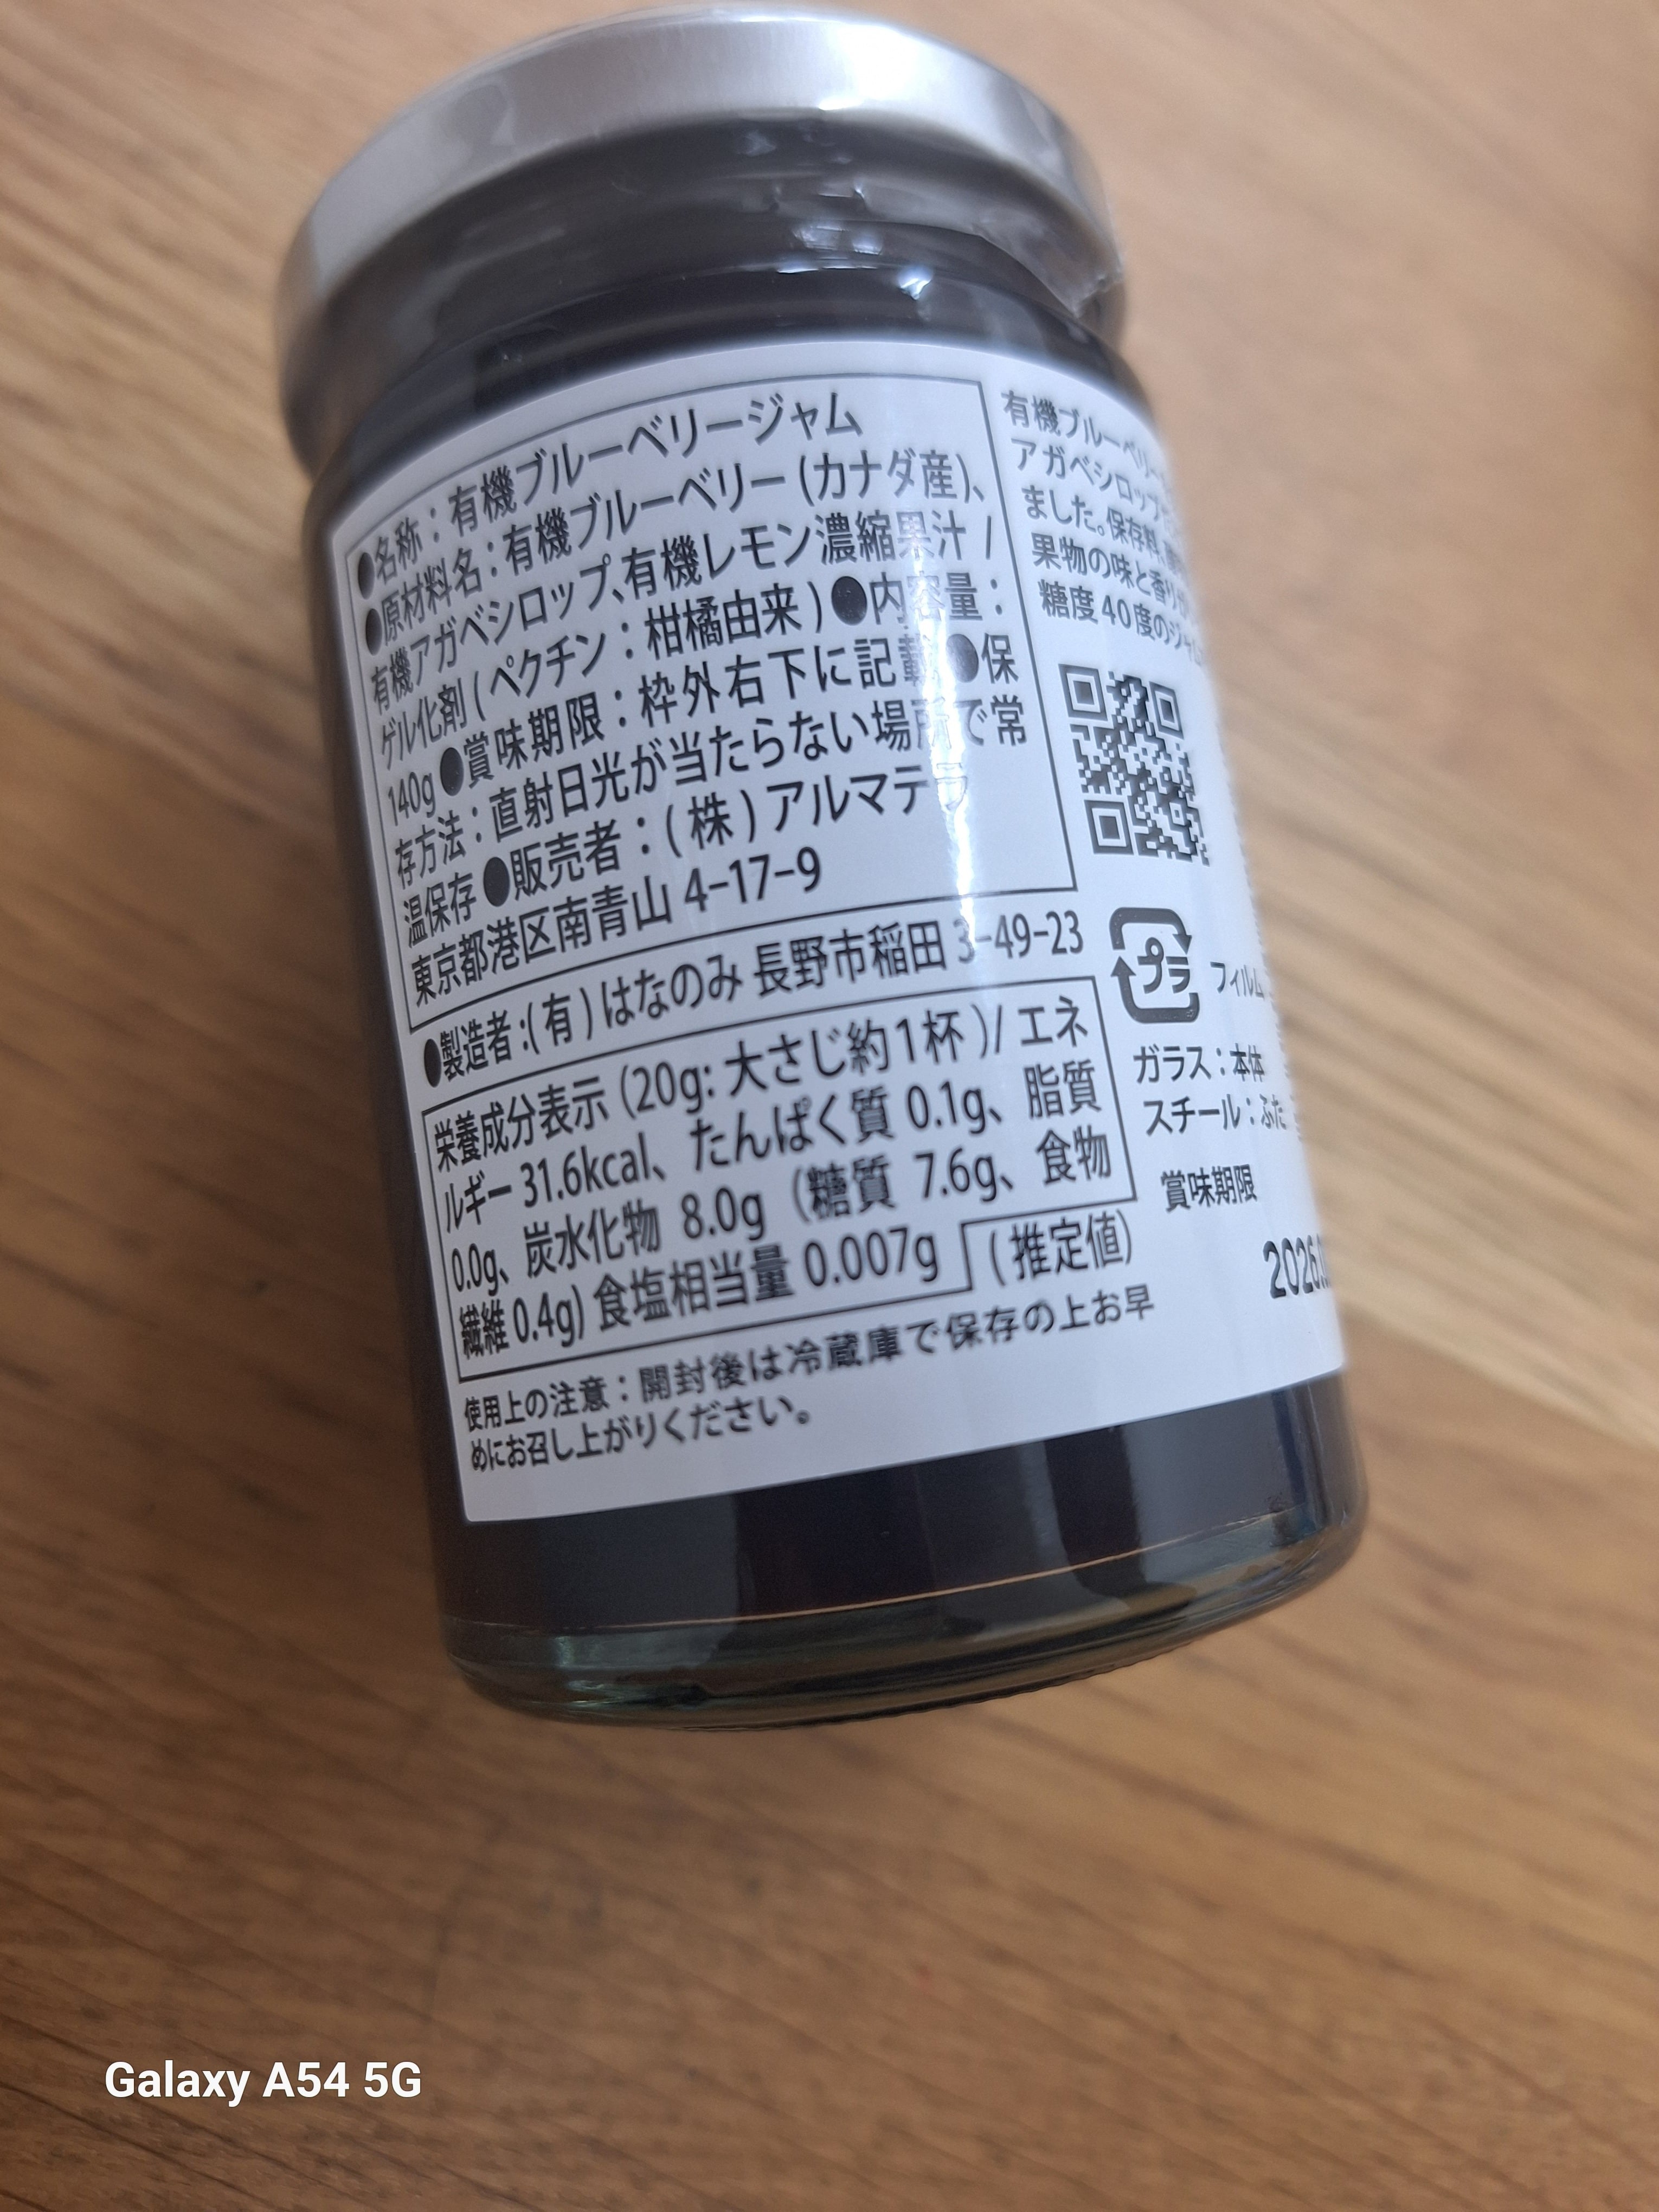 ●名称：有機ブルーベリージャム
●原材料名：有機ブルーベリー(カナダ産)、
有機アガベシロップ、有機レモン濃縮果汁 /
ゲル化剤 ( ペクチン：柑橘由来 ) ●内容量：
140g ●賞味期限：枠外右下に記載 ●保
存方法：直射日光が当たらない場所で常
温保存 ●販売者：( 株 ) アルマテラ
東京都港区南青山 4-17-9
●製造者:( 有 ) はなのみ 長野市稲田 3-49-23
栄養成分表示 (20g: 大さじ約1杯 )/ エネ
ルギー 31.6kcal、たんぱく質 0.1g、脂質
0.0g、炭水化物 8.0g (糖質 7.6g、食物
繊維 0.4g) 食塩相当量 0.007g
( 推定値)
使用上の注意：開封後は冷蔵庫で保存の上お早
めにお召し上がりください。
有機ブルーベリー
アガベシロップ
ました。保存料、
果物の味と香り
糖度40度のジャム
プラ
フィルム
ガラス：本体
スチール：ふた
賞味期限
2026.
Galaxy A54 5G